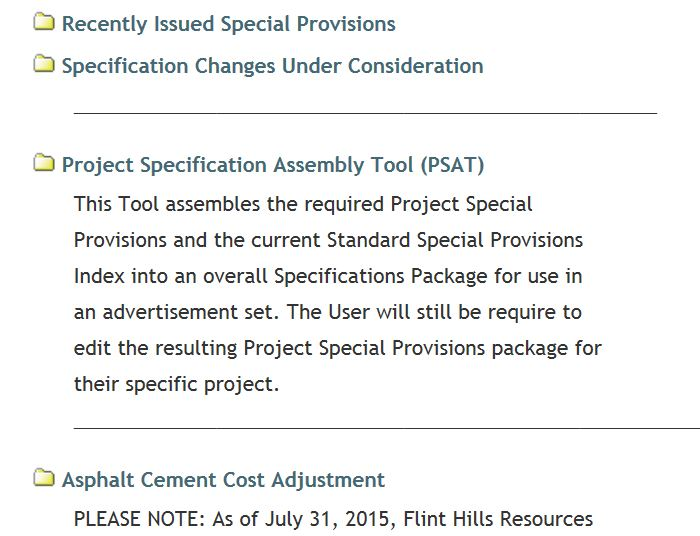 Recently Issued Special Provisions
Specification Changes Under Consideration
Project Specification Assembly Tool (PSAT)
This Tool assembles the required Project Special
Provisions and the current Standard Special Provisions
Index into an overall Specifications Package for use in
an advertisement set. The User will still be require to
edit the resulting Project Special Provisions package for
their specific project.
Asphalt Cement Cost Adjustment
PLEASE NOTE: As of July 31, 2015, Flint Hills Resources